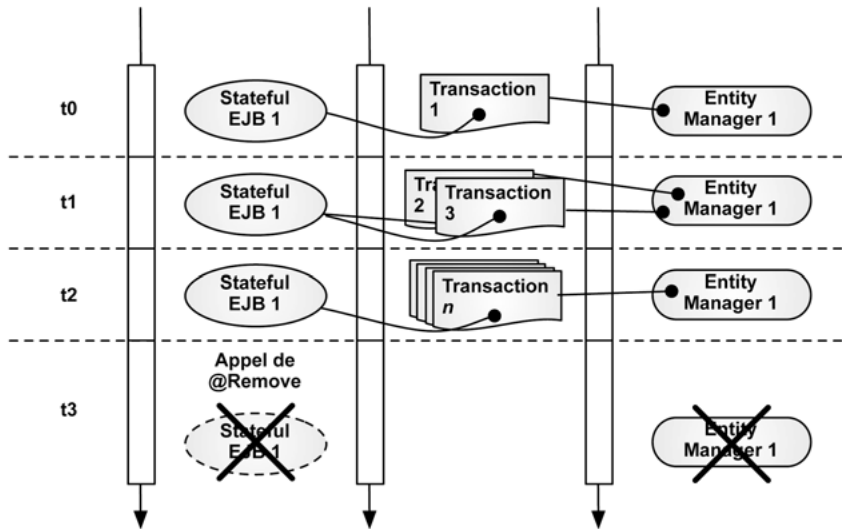 t0
Stateful
EJB 1
Transaction
1
Entity
Manager 1
t1
Stateful
EJB 1
Tra
2
Transaction
3
Entity
Manager 1
t2
Stateful
EJB 1
Transaction
n
Entity
Manager 1
Appel de
@Remove
t3
Stateful
EJB 1
Entity
Manager 1